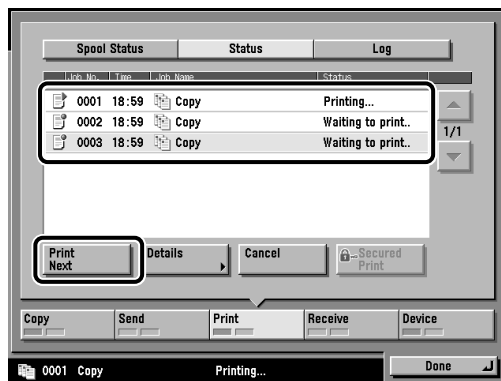 Spool Status Status Log
Job No. Time Job Name Status
0001 18:59 Copy Printing...
0002 18:59 Copy Waiting to print..
0003 18:59 Copy Waiting to print..
1/1
Print Next Details Cancel Secured Print
Copy Send Print Receive Device
0001 Copy Printing... Done